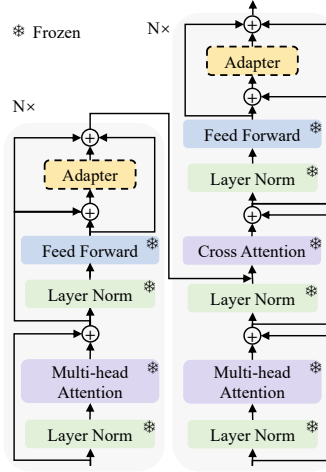 Frozen
N×
Adapter
Feed Forward
Layer Norm
Multi-head
Attention
Layer Norm
N×
Adapter
Feed Forward
Layer Norm
Cross Attention
Layer Norm
Multi-head
Attention
Layer Norm